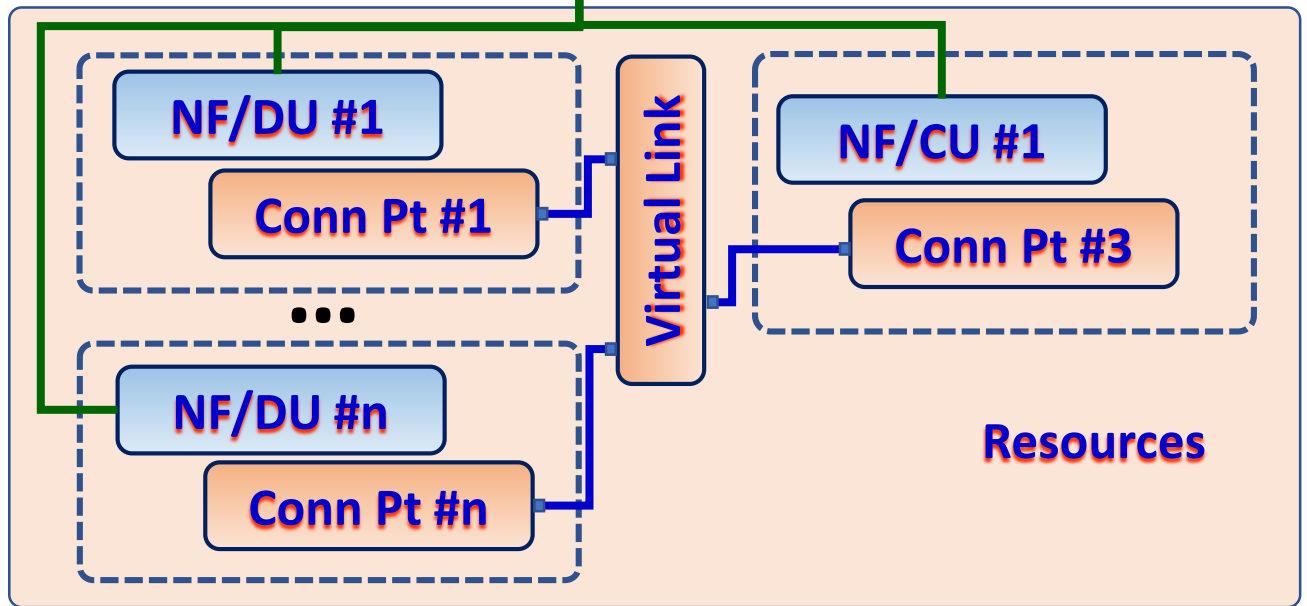 NF/DU #1
Conn Pt #1
...
NF/DU #n
Conn Pt #n
Virtual Link
NF/CU #1
Conn Pt #3
Resources